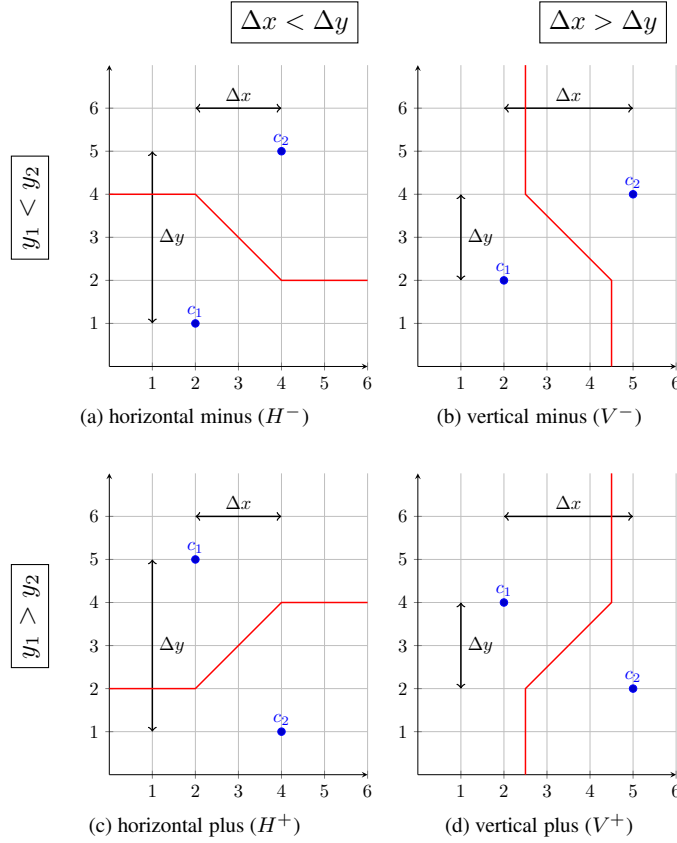 Δx < Δy
Δx > Δy
y₁ < y₂
6
5
4
3
2
1
1 2 3 4 5 6
Δx
Δy
c₁
c₂
(a) horizontal minus (H⁻)
6
5
4
3
2
1
1 2 3 4 5 6
Δx
Δy
c₁
c₂
(b) vertical minus (V⁻)
y₁ > y₂
6
5
4
3
2
1
1 2 3 4 5 6
Δx
Δy
c₁
c₂
(c) horizontal plus (H⁺)
6
5
4
3
2
1
1 2 3 4 5 6
Δx
Δy
c₁
c₂
(d) vertical plus (V⁺)